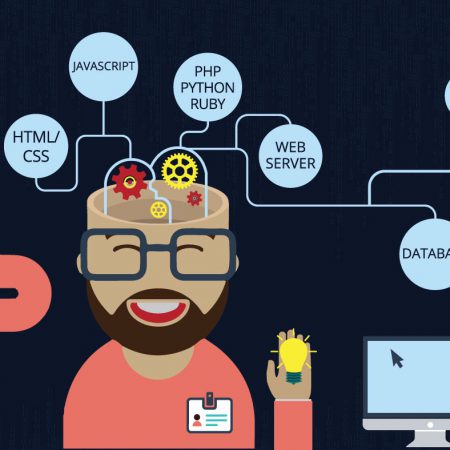 JAVASCRIPT
PHP
PYTHON
RUBY
HTML/
CSS
WEB
SERVER
DATABA